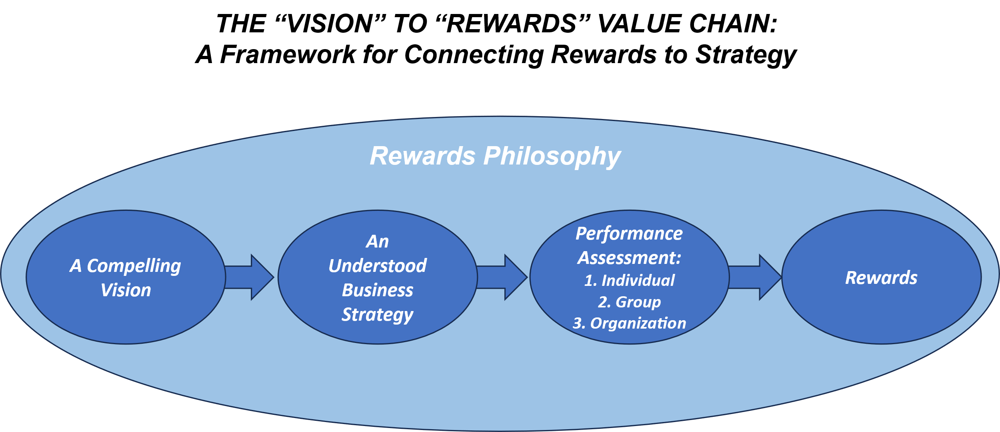 THE “VISION” TO “REWARDS” VALUE CHAIN:
A Framework for Connecting Rewards to Strategy
Rewards Philosophy
A Compelling
Vision
An
Understood
Business
Strategy
Performance
Assessment:
1. Individual
2. Group
3. Organization
Rewards